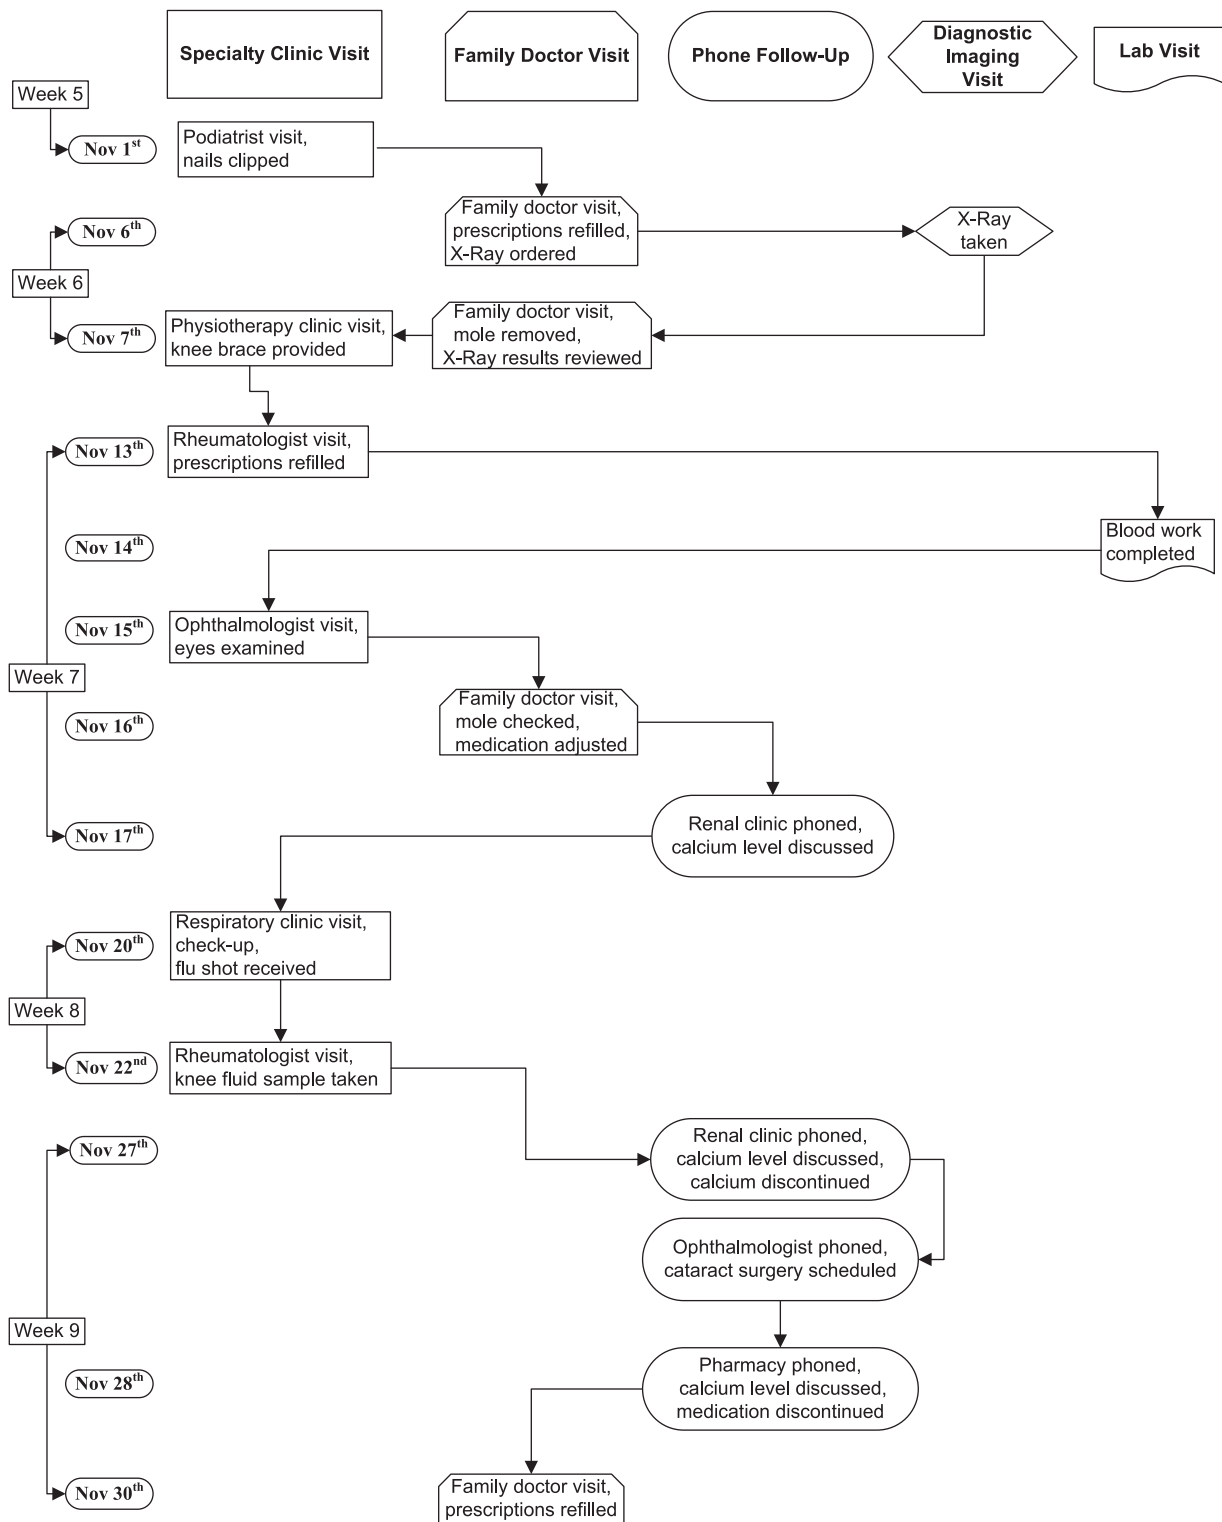 Specialty Clinic Visit
Family Doctor Visit
Phone Follow-Up
Diagnostic
Imaging
Visit
Lab Visit
Week 5
Nov 1st
Podiatrist visit,
nails clipped
Family doctor visit,
prescriptions refilled,
X-Ray ordered
X-Ray
taken
Nov 6th
Week 6
Nov 7th
Physiotherapy clinic visit,
knee brace provided
Family doctor visit,
mole removed,
X-Ray results reviewed
Nov 13th
Rheumatologist visit,
prescriptions refilled
Nov 14th
Blood work
completed
Nov 15th
Ophthalmologist visit,
eyes examined
Week 7
Nov 16th
Family doctor visit,
mole checked,
medication adjusted
Nov 17th
Renal clinic phoned,
calcium level discussed
Nov 20th
Respiratory clinic visit,
check-up,
flu shot received
Week 8
Nov 22nd
Rheumatologist visit,
knee fluid sample taken
Nov 27th
Renal clinic phoned,
calcium level discussed,
calcium discontinued
Ophthalmologist phoned,
cataract surgery scheduled
Week 9
Nov 28th
Pharmacy phoned,
calcium level discussed,
medication discontinued
Nov 30th
Family doctor visit,
prescriptions refilled